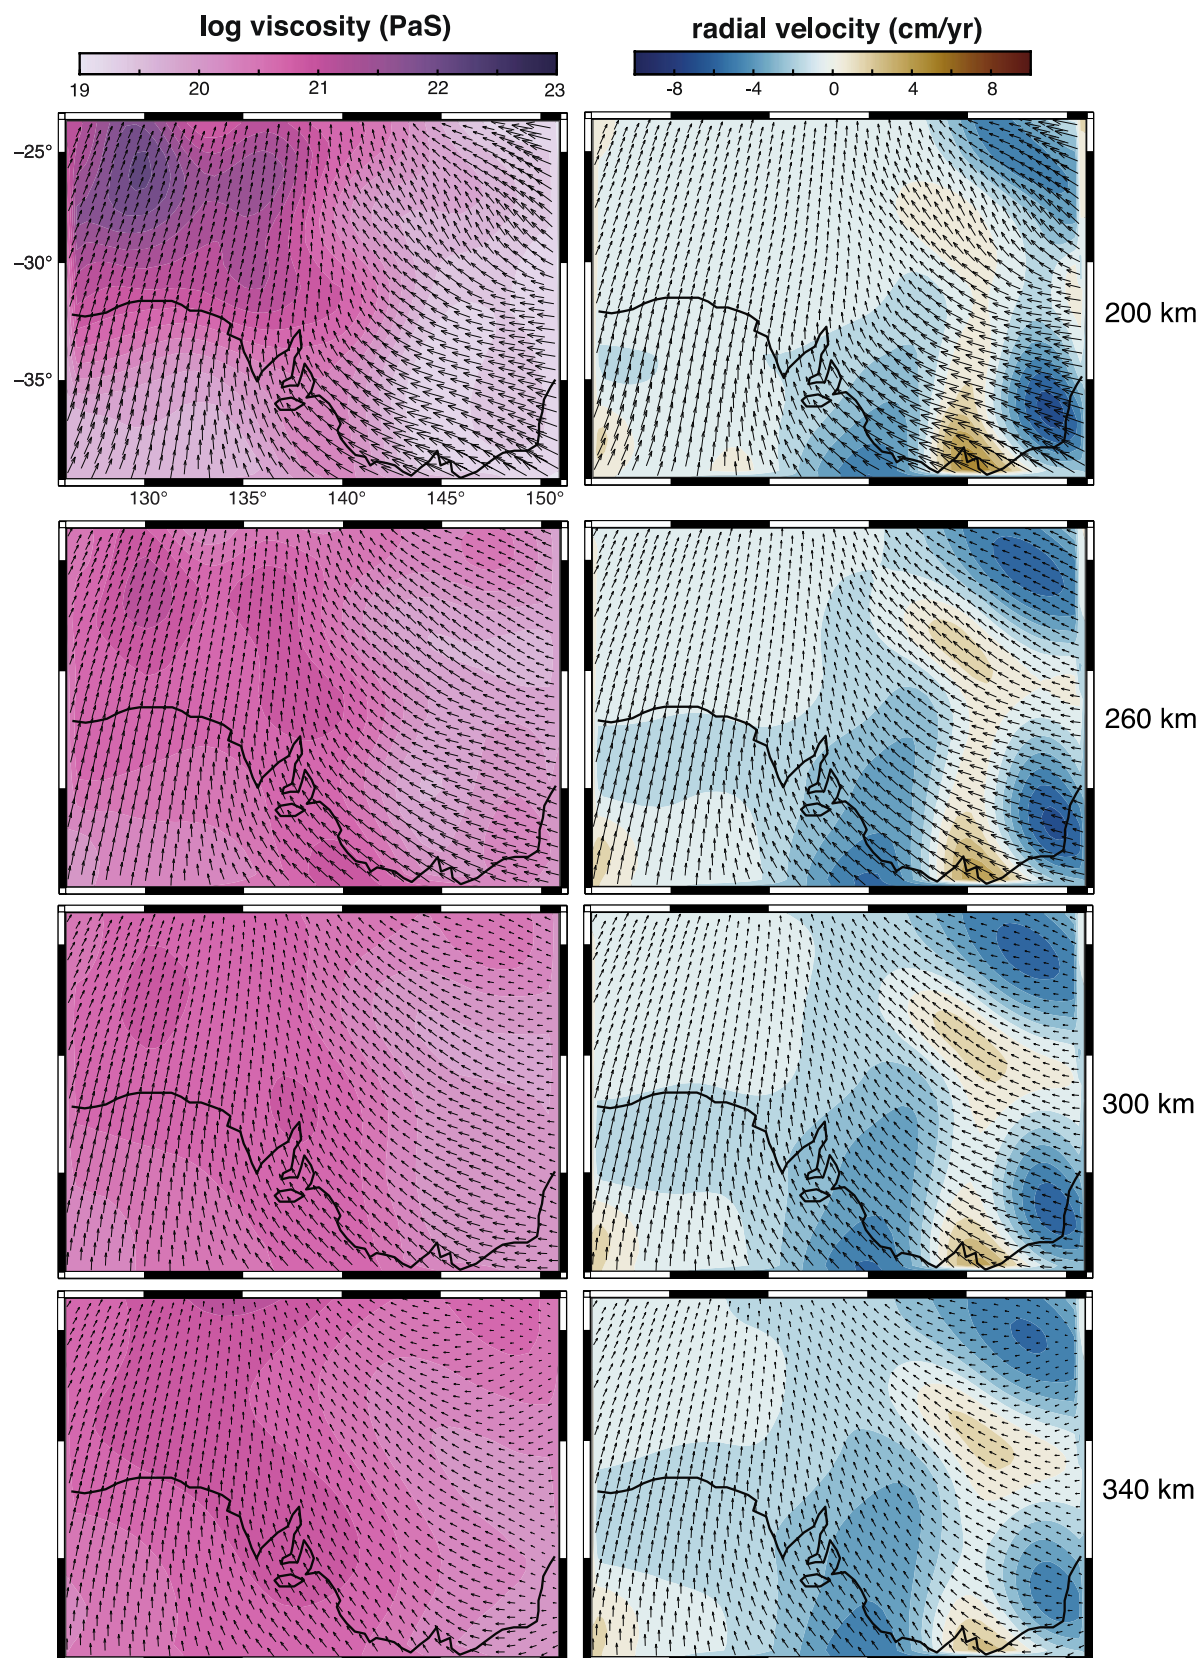 log viscosity (PaS)
radial velocity (cm/yr)
19 20 21 22 23
-8 -4 0 4 8
−25°
−30°
−35°
200 km
130° 135° 140° 145° 150°
260 km
300 km
340 km